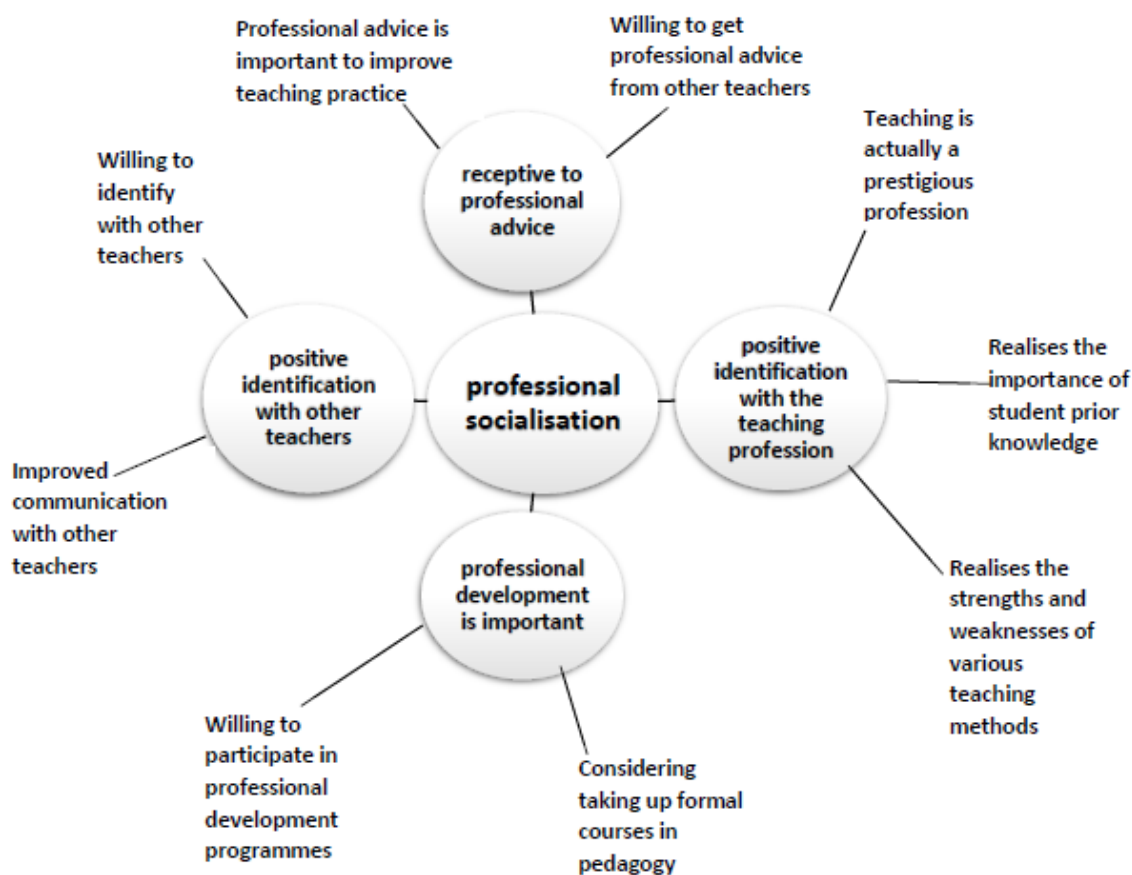 Professional advice is
important to improve
teaching practice
Willing to get
professional advice
from other teachers
Teaching is
actually a
prestigious
profession
Willing to
identify
with other
teachers
receptive to
professional
advice
positive
identification
with other
teachers
professional
socialisation
positive
identification
with the
teaching
profession
Realises the
importance of
student prior
knowledge
Improved
communication
with other
teachers
professional
development
is important
Realises the
strengths and
weaknesses of
various
teaching
methods
Willing to
participate in
professional
development
programmes
Considering
taking up formal
courses in
pedagogy